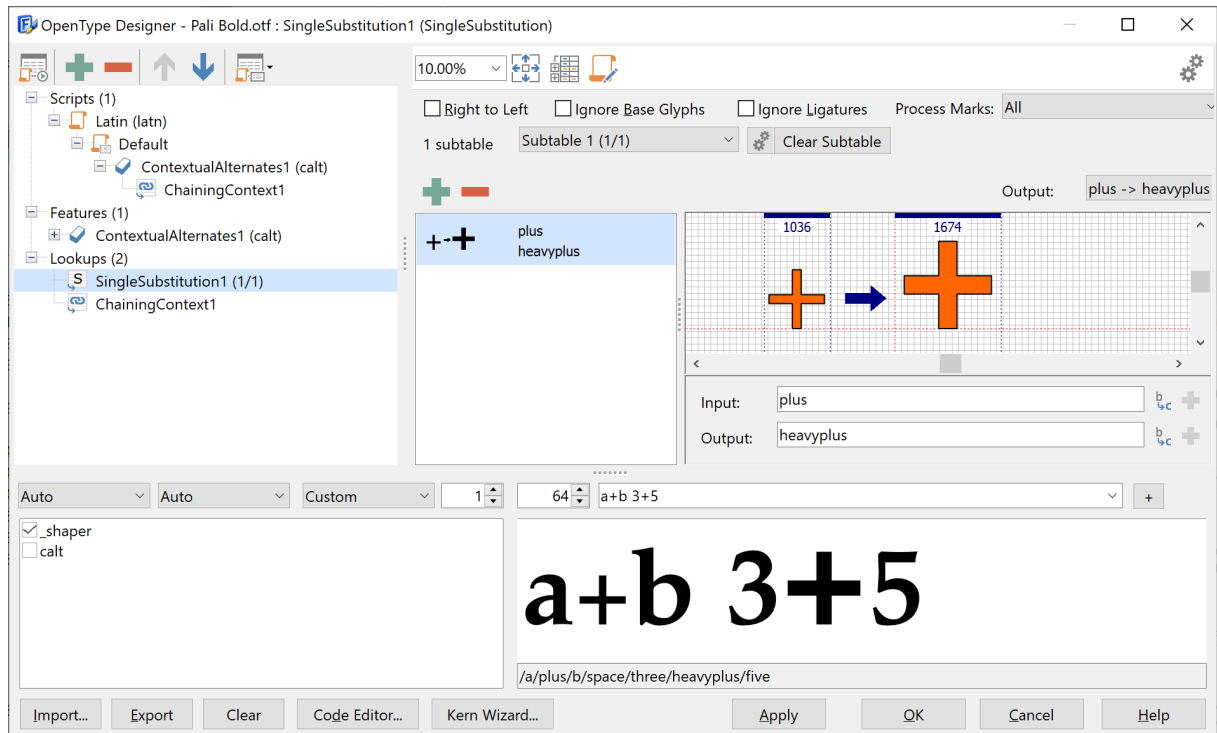 OpenType Designer - Pali Bold.otf : SingleSubstitution1 (SingleSubstitution)
10.00%
Scripts (1)
Latin (latn)
Default
ContextualAlternates1 (calt)
ChainingContext1
Features (1)
ContextualAlternates1 (calt)
Lookups (2)
SingleSubstitution1 (1/1)
ChainingContext1
Right to Left Ignore Base Glyphs Ignore Ligatures Process Marks: All
1 subtable Subtable 1 (1/1) Clear Subtable
Output: plus -> heavyplus
plus
heavyplus
1036 1674
Input: plus
Output: heavyplus
Auto Auto Custom 1 64 a+b 3+5 +
_shaper
calt
a+b 3+5
/a/plus/b/space/three/heavyplus/five
Import... Export Clear Code Editor... Kern Wizard... Apply OK Cancel Help